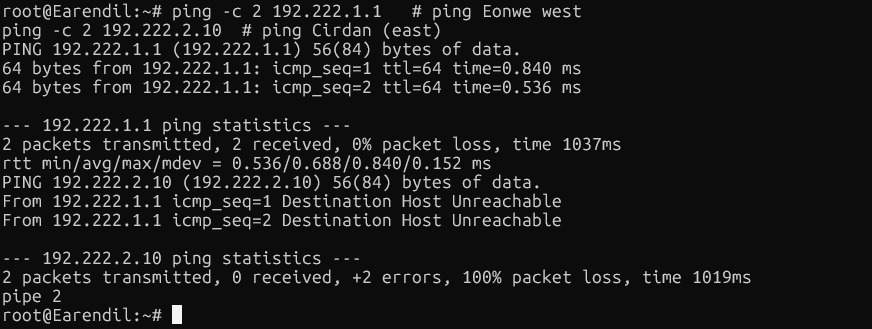 root@Earendil:~# ping -c 2 192.222.1.1   # ping Eonwe west
ping -c 2 192.222.2.10  # ping Cirdan (east)
PING 192.222.1.1 (192.222.1.1) 56(84) bytes of data.
64 bytes from 192.222.1.1: icmp_seq=1 ttl=64 time=0.840 ms
64 bytes from 192.222.1.1: icmp_seq=2 ttl=64 time=0.536 ms

--- 192.222.1.1 ping statistics ---
2 packets transmitted, 2 received, 0% packet loss, time 1037ms
rtt min/avg/max/mdev = 0.536/0.688/0.840/0.152 ms
PING 192.222.2.10 (192.222.2.10) 56(84) bytes of data.
From 192.222.1.1 icmp_seq=1 Destination Host Unreachable
From 192.222.1.1 icmp_seq=2 Destination Host Unreachable

--- 192.222.2.10 ping statistics ---
2 packets transmitted, 0 received, +2 errors, 100% packet loss, time 1019ms
pipe 2
root@Earendil:~#